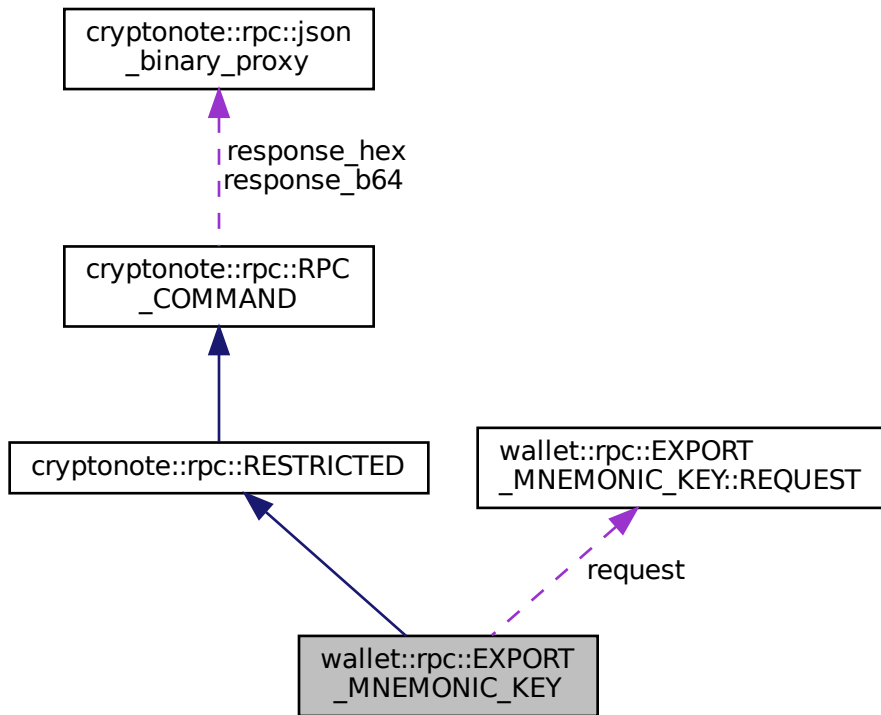 cryptonote::rpc::json
_binary_proxy
response_hex
response_b64
cryptonote::rpc::RPC
_COMMAND
cryptonote::rpc::RESTRICTED
wallet::rpc::EXPORT
_MNEMONIC_KEY::REQUEST
request
wallet::rpc::EXPORT
_MNEMONIC_KEY